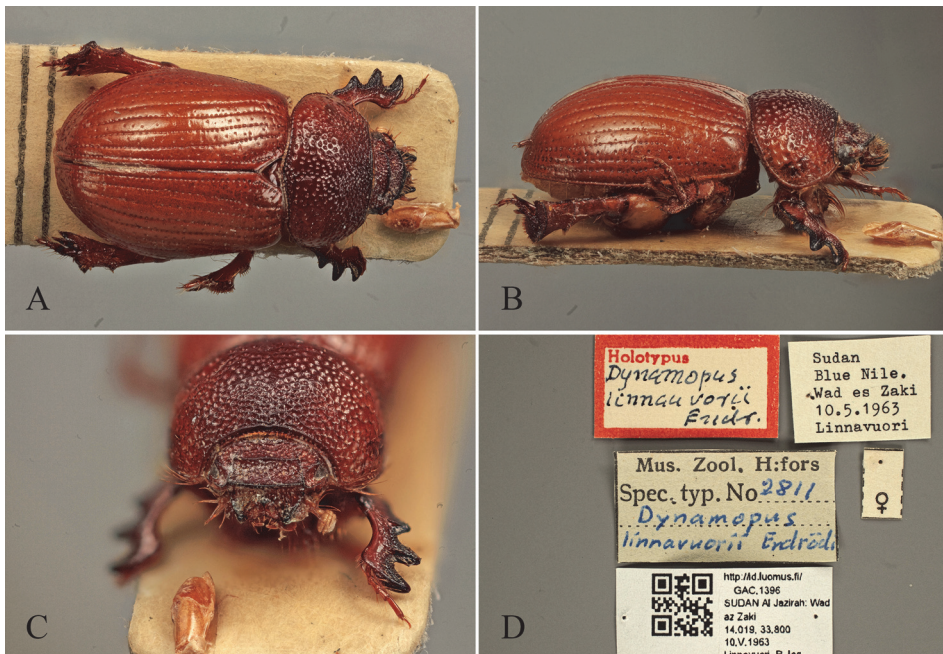 A
B
C
D
Holotypus
Dynamopus
linnavuorii
Endr.
Sudan
Blue Nile.
Wad es Zaki
10.5.1963
Linnavuori
Mus. Zool. H:fors
Spec. typ. No 2811
Dynamopus
linnavuorii Endrödi
♀
http://id.luomus.fi/
GAC.1396
SUDAN Al Jazirah: Wad
az Zaki
14.019, 33.800
10.V.1963